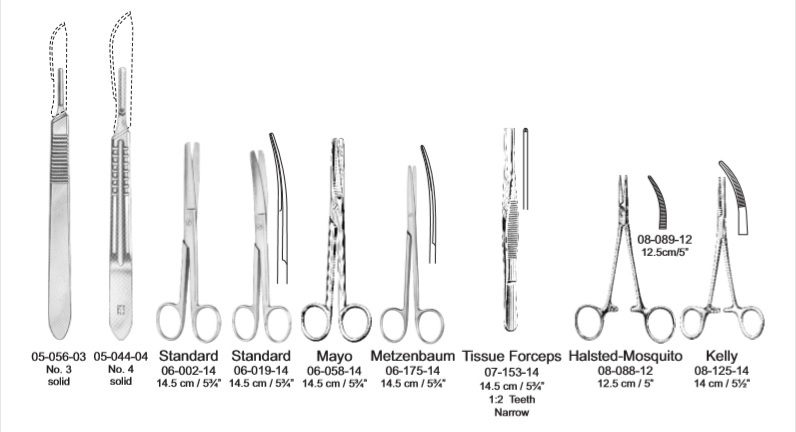 08-089-12
12.5cm/5"
05-056-03
No. 3
solid
05-044-04
No. 4
solid
Standard
06-002-14
14.5 cm / 5¾"
Standard
06-019-14
14.5 cm / 5¾"
Mayo
06-058-14
14.5 cm / 5¾"
Metzenbaum
06-175-14
14.5 cm / 5¾"
Tissue Forceps
07-153-14
14.5 cm / 5¾"
1:2 Teeth
Narrow
Halsted-Mosquito
08-088-12
12.5 cm / 5"
Kelly
08-125-14
14 cm / 5½"